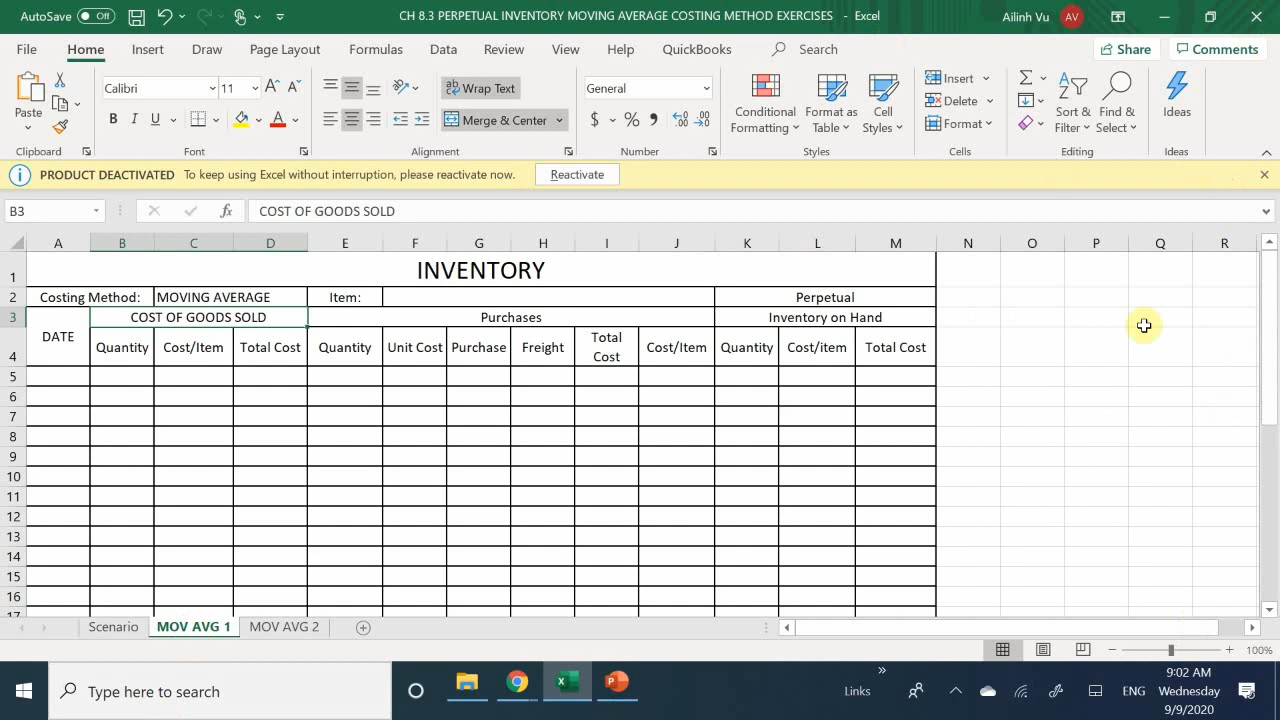 AutoSave Off CH 8.3 PERPETUAL INVENTORY MOVING AVERAGE COSTING METHOD EXERCISES - Excel Ailinh Vu AV
File Home Insert Draw Page Layout Formulas Data Review View Help QuickBooks Search Share Comments
Paste Calibri 11 A A B I U A ab Wrap Text Merge & Center General $ % Conditional Formatting Format as Table Cell Styles Insert Delete Format Sort & Filter Find & Select Ideas
Clipboard Font Alignment Number Styles Cells Editing Ideas
PRODUCT DEACTIVATED To keep using Excel without interruption, please reactivate now. Reactivate
B3 fx COST OF GOODS SOLD
A B C D E F G H I J K L M N O P Q R
1 INVENTORY
2 Costing Method: MOVING AVERAGE Item: Perpetual
3 DATE COST OF GOODS SOLD Purchases Inventory on Hand
4 Quantity Cost/Item Total Cost Quantity Unit Cost Purchase Freight Total Cost Cost/Item Quantity Cost/item Total Cost
5
6
7
8
9
10
11
12
13
14
15
16
17
Scenario MOV AVG 1 MOV AVG 2
100%
Type here to search Links ENG 9:02 AM
Wednesday
9/9/2020